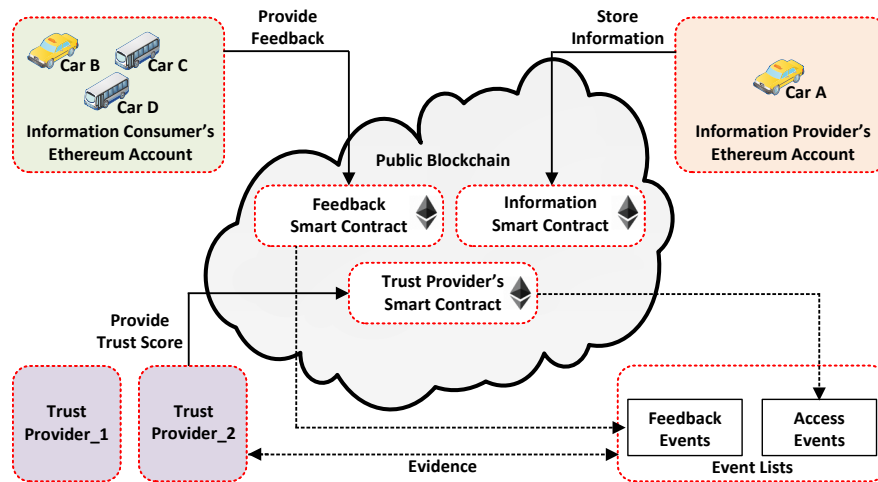 Provide
Feedback
Store
Information
Car B
Car C
Car D
Information Consumer's
Ethereum Account
Car A
Information Provider's
Ethereum Account
Public Blockchain
Feedback
Smart Contract
Information
Smart Contract
Trust Provider's
Smart Contract
Provide
Trust Score
Trust
Provider_1
Trust
Provider_2
Evidence
Feedback
Events
Access
Events
Event Lists